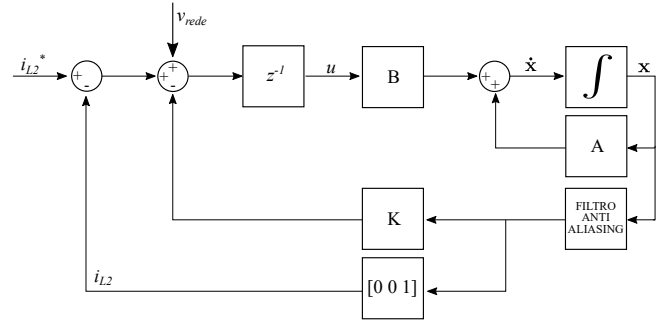 v_rede
i_L2*
+
-
+
+
-
z⁻¹
u
B
+
+
ẋ
∫
x
A
FILTRO
ANTI
ALIASING
K
i_L2
[0 0 1]